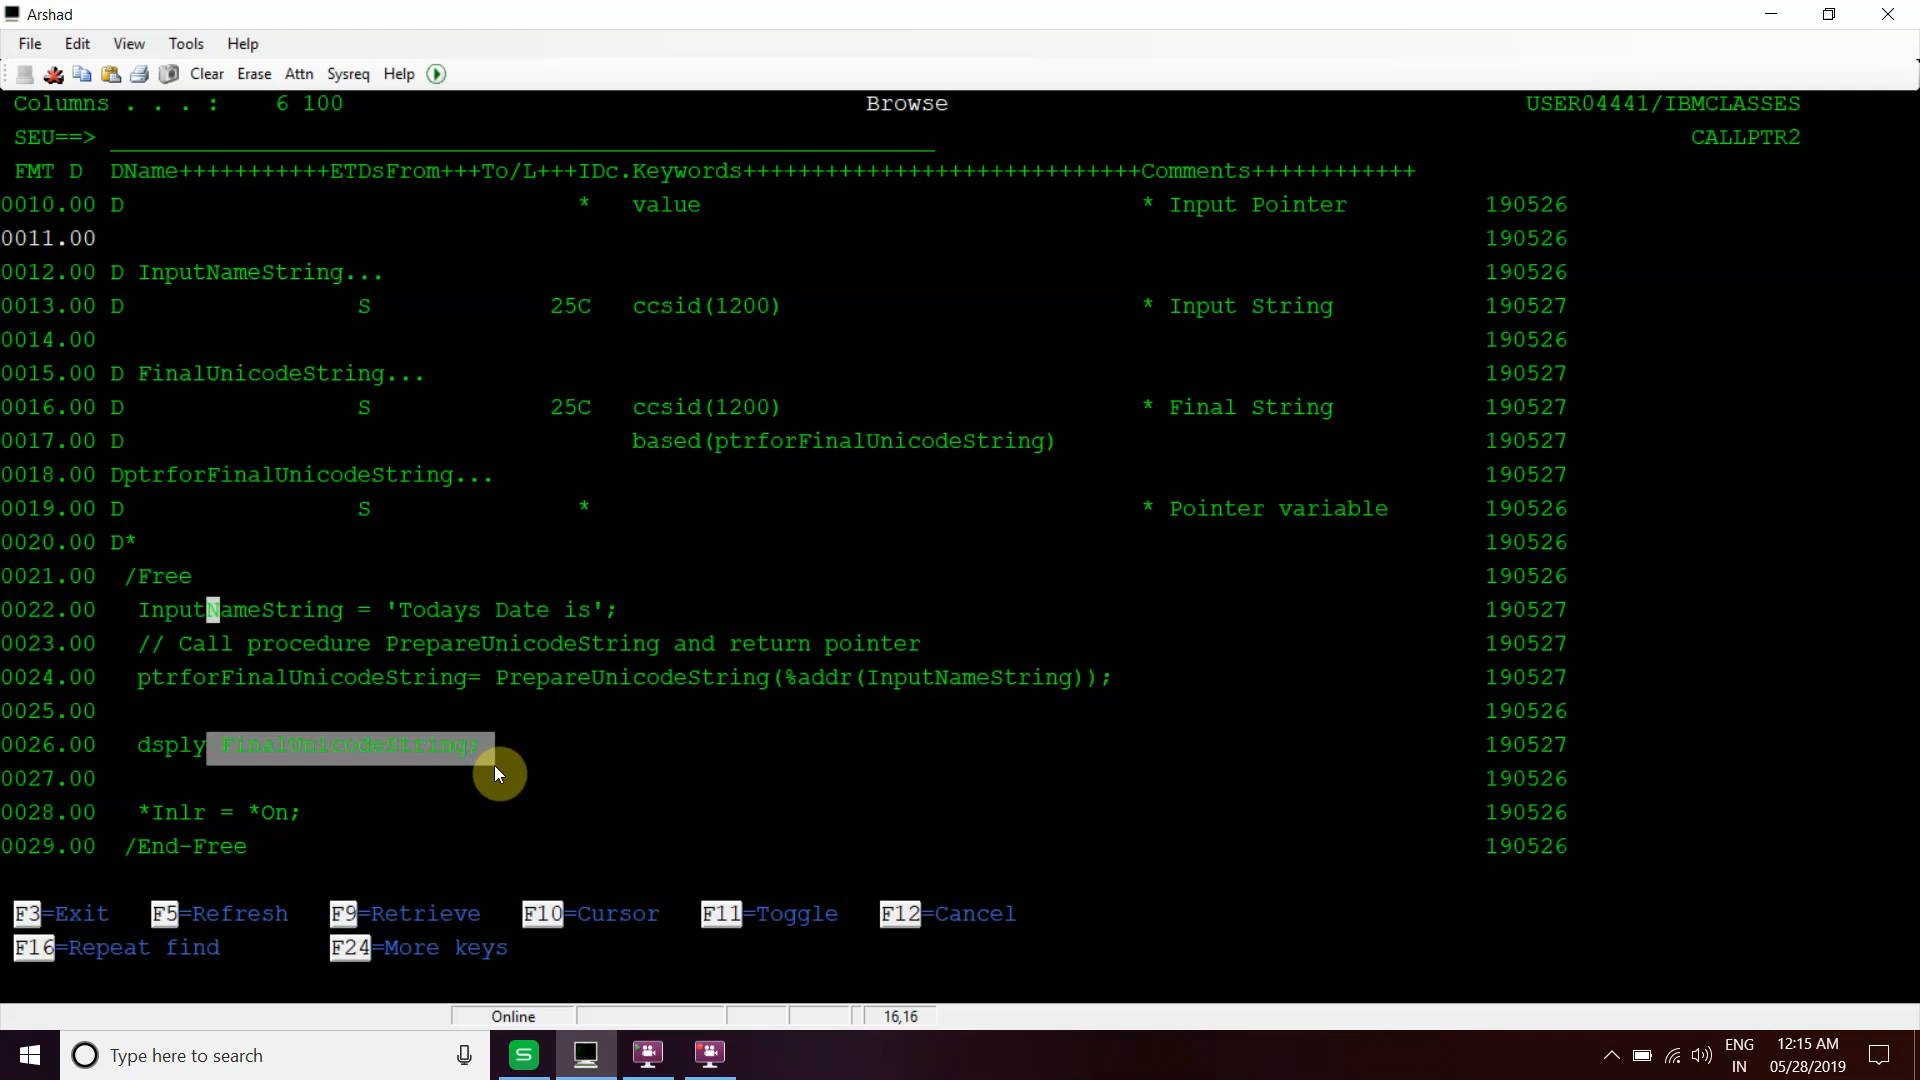 Arshad
File Edit View Tools Help
Clear Erase Attn Sysreq Help
Columns . . . : 6 100 Browse USER04441/IBMCLASSES
SEU==> CALLPTR2
FMT D DName+++++++++++ETDsFrom+++To/L+++IDc.Keywords+++++++++++++++++++++++++++++Comments++++++++++++
0010.00 D * value * Input Pointer 190526
0011.00 190526
0012.00 D InputNameString... 190526
0013.00 D S 25C ccsid(1200) * Input String 190527
0014.00 190526
0015.00 D FinalUnicodeString... 190527
0016.00 D S 25C ccsid(1200) * Final String 190527
0017.00 D based(ptrforFinalUnicodeString) 190527
0018.00 DptrforFinalUnicodeString... 190527
0019.00 D S * * Pointer variable 190526
0020.00 D* 190526
0021.00 /Free 190526
0022.00 InputNameString = 'Todays Date is'; 190527
0023.00 // Call procedure PrepareUnicodeString and return pointer 190527
0024.00 ptrforFinalUnicodeString= PrepareUnicodeString(%addr(InputNameString)); 190527
0025.00 190526
0026.00 dsply FinalUnicodeString; 190527
0027.00 190526
0028.00 *Inlr = *On; 190526
0029.00 /End-Free 190526
F3=Exit F5=Refresh F9=Retrieve F10=Cursor F11=Toggle F12=Cancel
F16=Repeat find F24=More keys
Online 16,16
Type here to search S ENG 12:15 AM
IN 05/28/2019